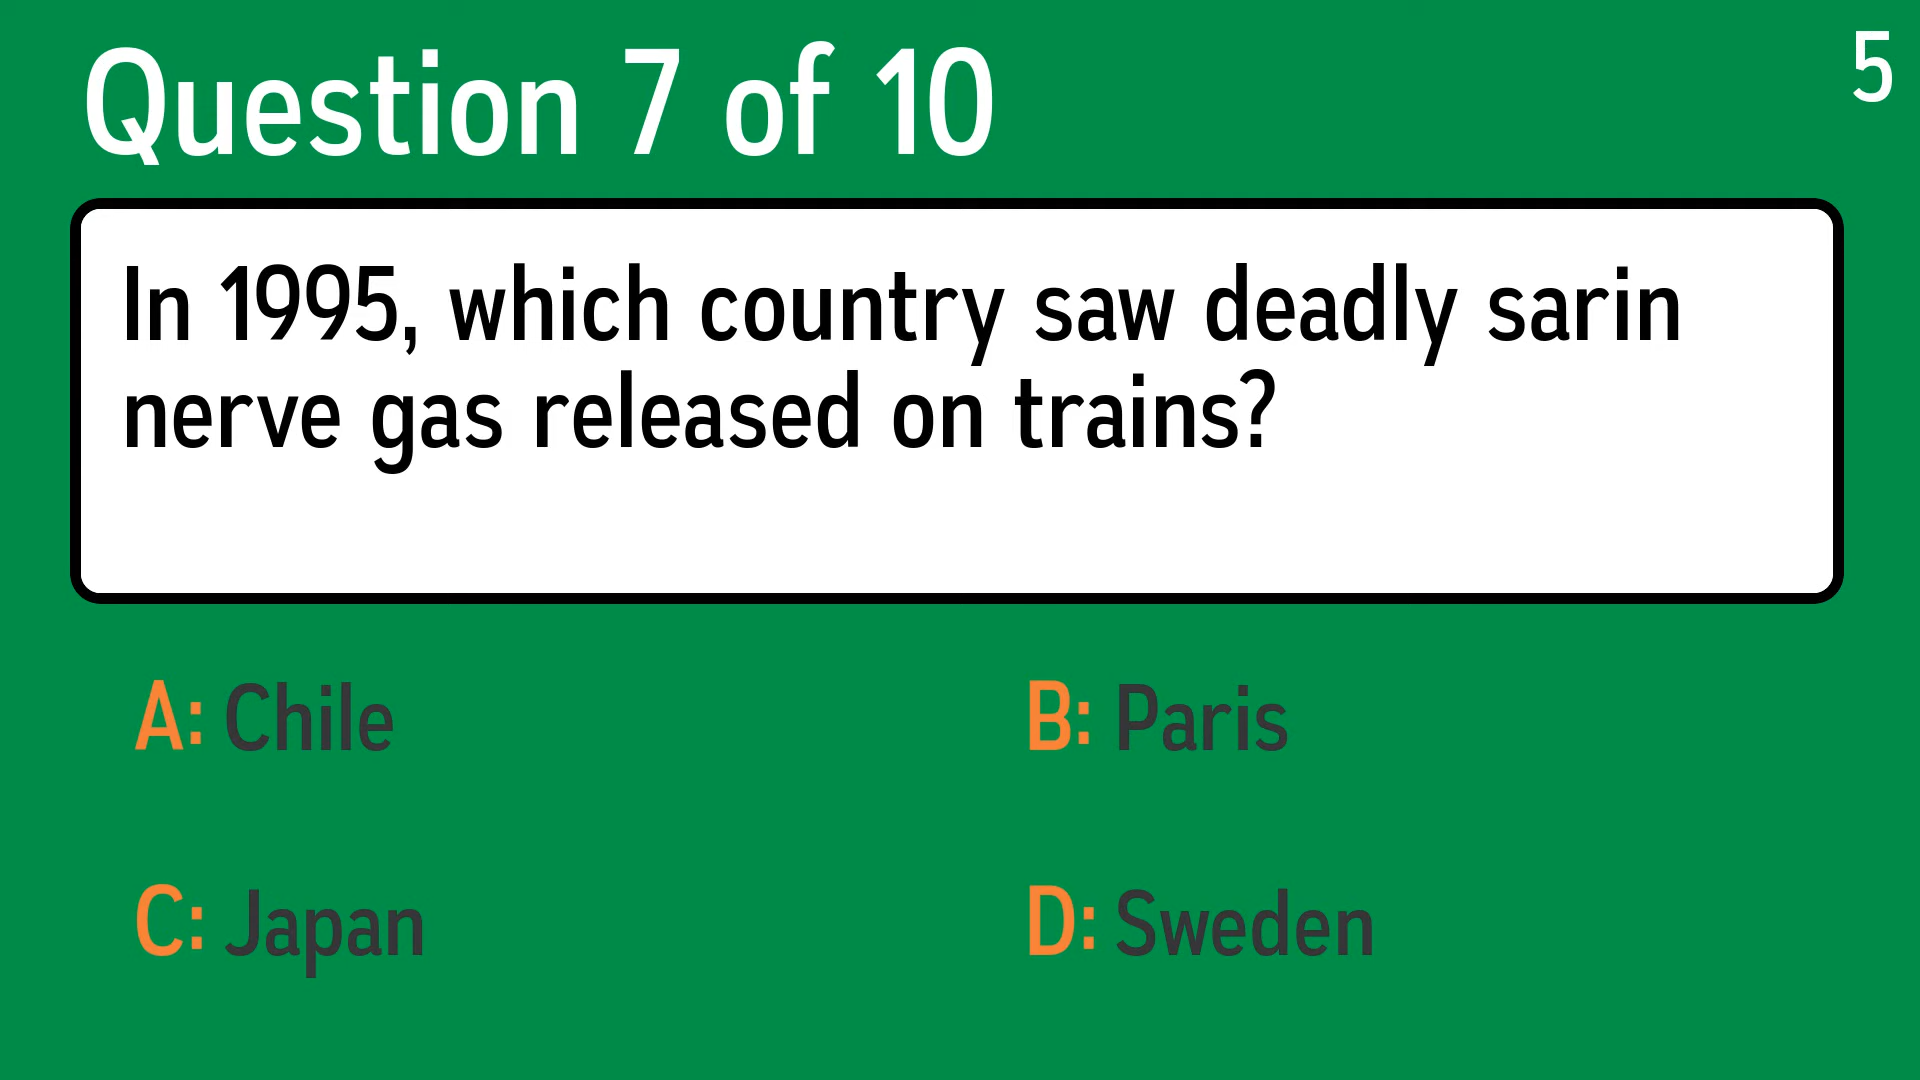 Question 7 of 10
5
In 1995, which country saw deadly sarin
nerve gas released on trains?
A: Chile
B: Paris
C: Japan
D: Sweden